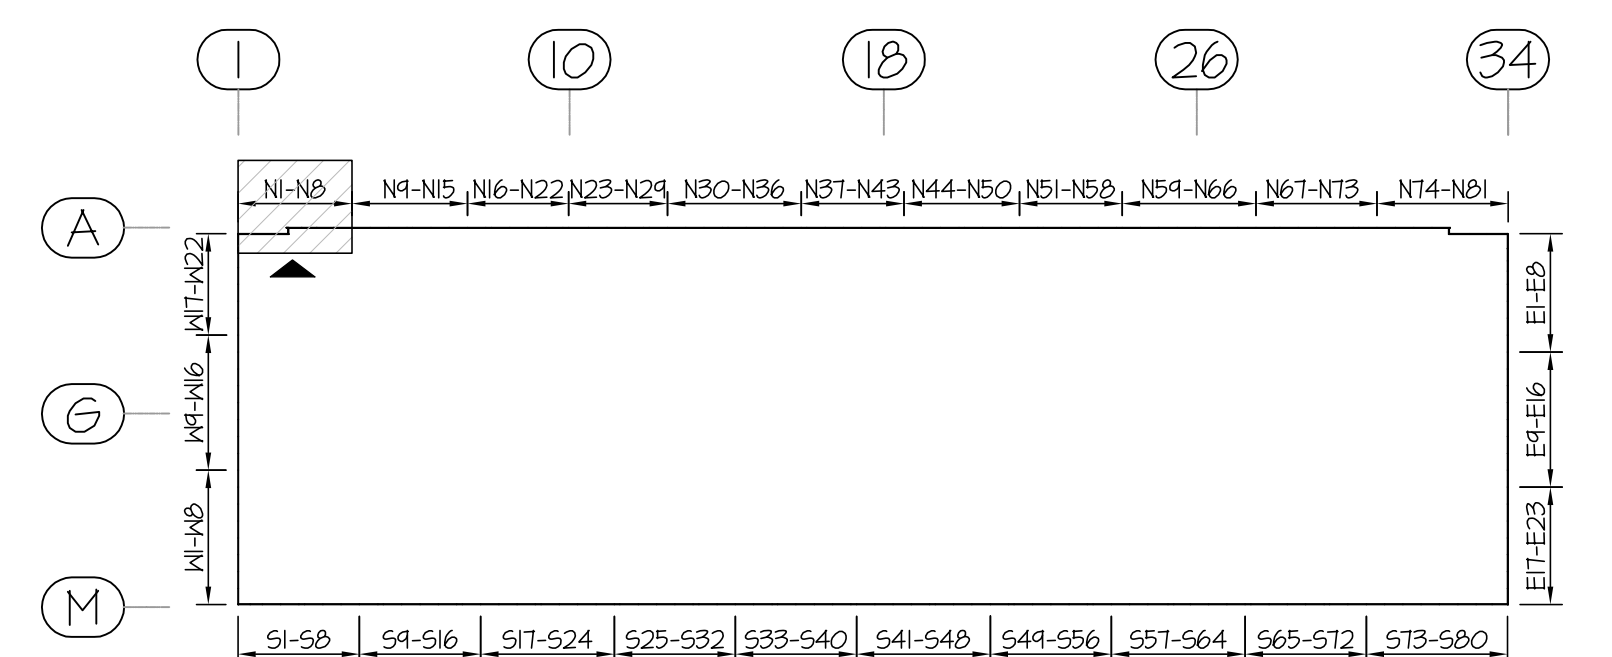 1 10 18 26 34
N1-N8 N9-N15 N16-N22 N23-N29 N30-N36 N37-N43 N44-N50 N51-N58 N59-N66 N67-N73 N74-N81
A
W17-W22
E1-E8
G
W9-W16
E9-E16
M
W1-W8
E17-E23
S1-S8 S9-S16 S17-S24 S25-S32 S33-S40 S41-S48 S49-S56 S57-S64 S65-S72 S73-S80